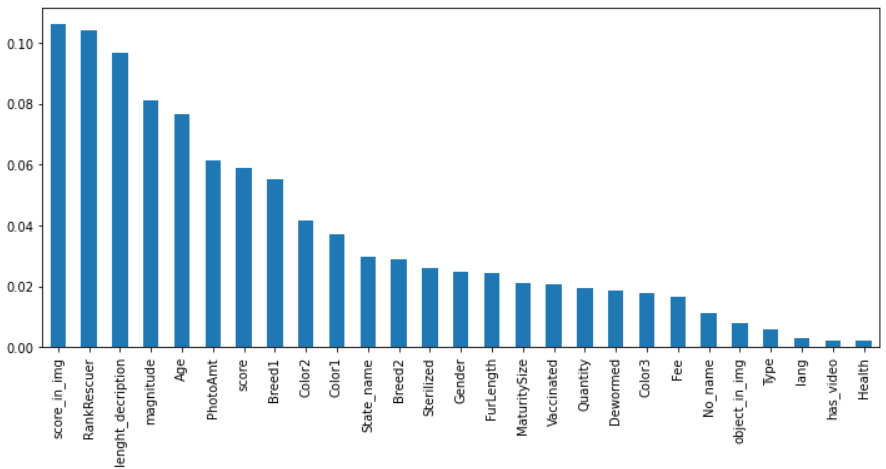 0.10
0.08
0.06
0.04
0.02
0.00
score_in_img
RankRescuer
lenght_decription
magnitude
Age
PhotoAmt
score
Breed1
Color2
Color1
State_name
Breed2
Sterilized
Gender
FurLength
MaturitySize
Vaccinated
Quantity
Dewormed
Color3
Fee
No_name
object_in_img
Type
lang
has_video
Health